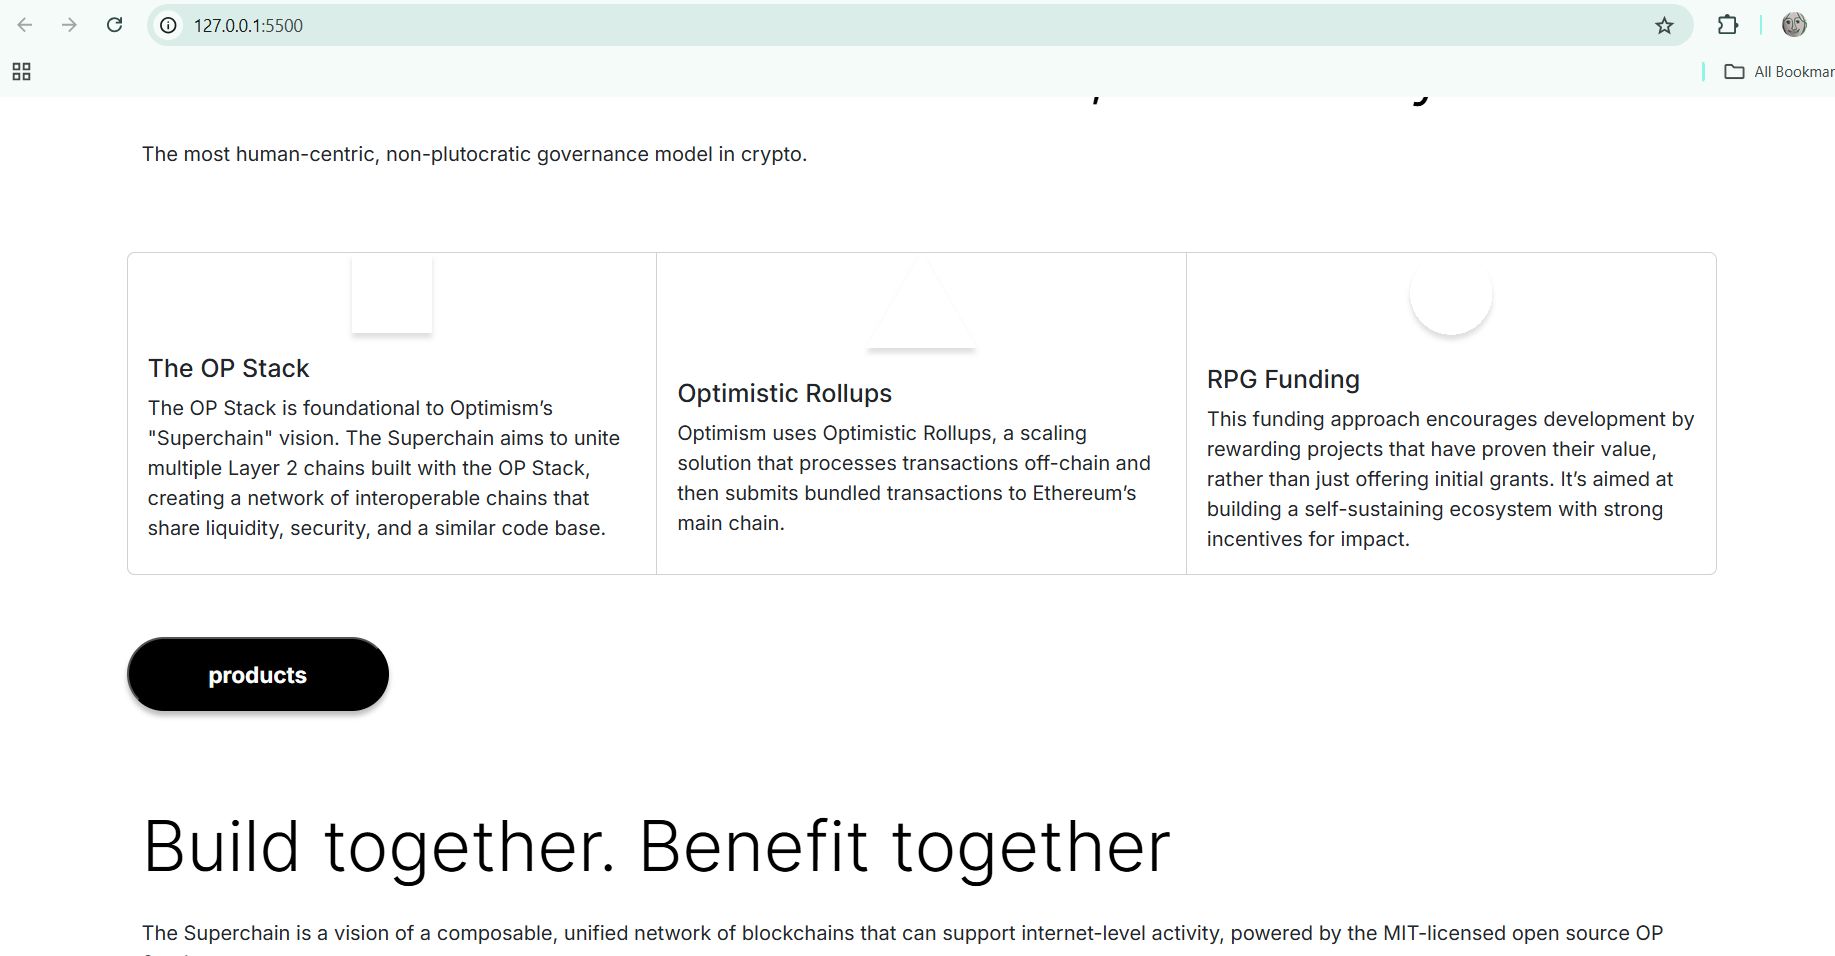 127.0.0.1:5500
All Bookmar
The most human-centric, non-plutocratic governance model in crypto.
The OP Stack
The OP Stack is foundational to Optimism’s
"Superchain" vision. The Superchain aims to unite
multiple Layer 2 chains built with the OP Stack,
creating a network of interoperable chains that
share liquidity, security, and a similar code base.
Optimistic Rollups
Optimism uses Optimistic Rollups, a scaling
solution that processes transactions off-chain and
then submits bundled transactions to Ethereum’s
main chain.
RPG Funding
This funding approach encourages development by
rewarding projects that have proven their value,
rather than just offering initial grants. It’s aimed at
building a self-sustaining ecosystem with strong
incentives for impact.
products
Build together. Benefit together
The Superchain is a vision of a composable, unified network of blockchains that can support internet-level activity, powered by the MIT-licensed open source OP